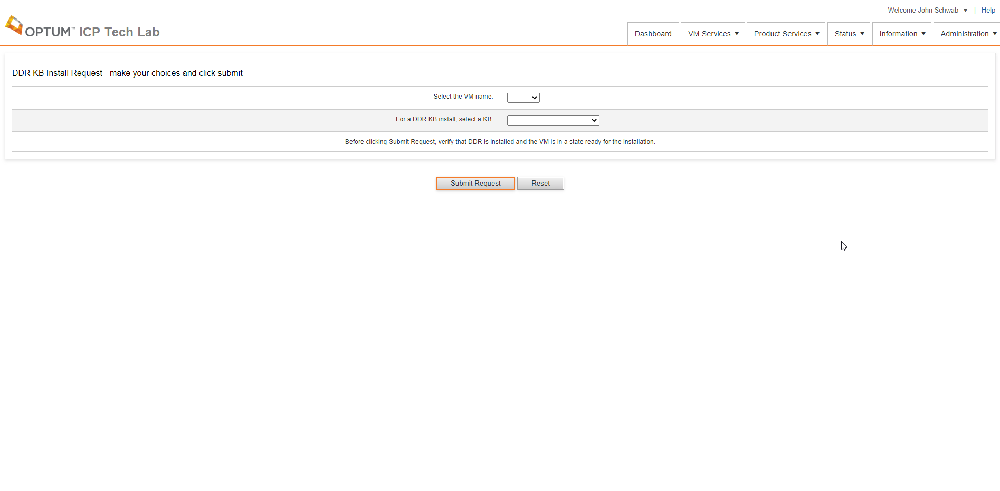 Welcome John Schwab ▼ | Help
OPTUM™ ICP Tech Lab
Dashboard VM Services ▼ Product Services ▼ Status ▼ Information ▼ Administration ▼
DDR KB Install Request - make your choices and click submit
Select the VM name:
For a DDR KB install, select a KB:
Before clicking Submit Request, verify that DDR is installed and the VM is in a state ready for the installation.
Submit Request Reset